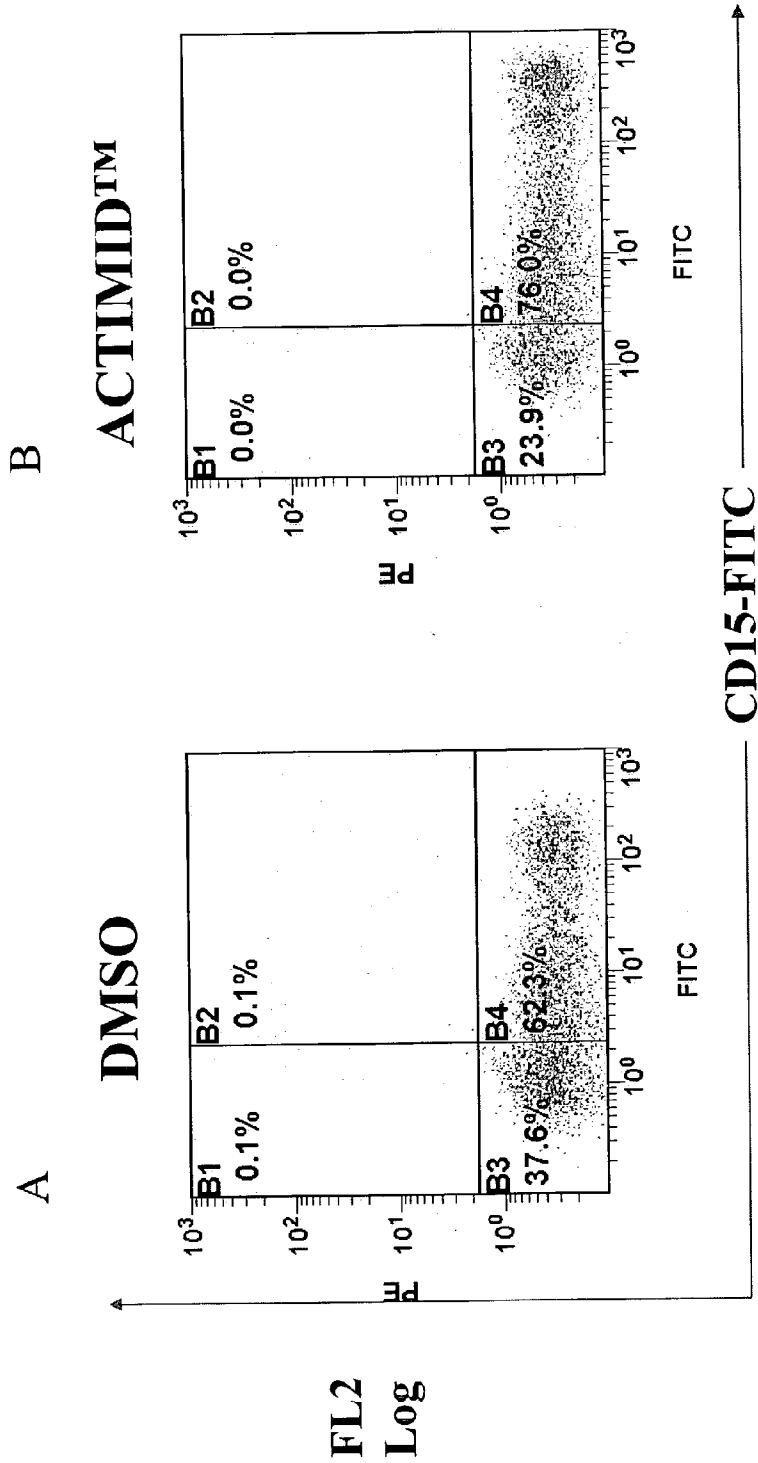 A
B
DMSO
ACTIMID™
FL2
Log
PE
10³
10²
10¹
10⁰
B1
0.1%
B2
0.1%
B3
37.6%
B4
62.3%
10⁰
10¹
10²
10³
FITC
PE
10³
10²
10¹
10⁰
B1
0.0%
B2
0.0%
B3
23.9%
B4
76.0%
10⁰
10¹
10²
10³
FITC
CD15-FITC